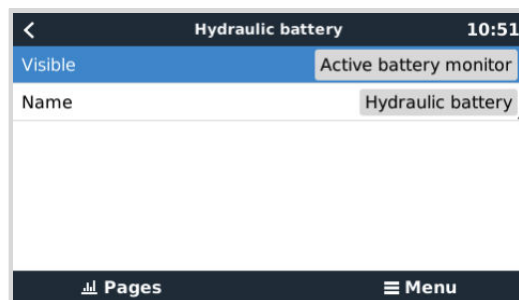 Hydraulic battery 10:51
Visible Active battery monitor
Name Hydraulic battery
Pages Menu